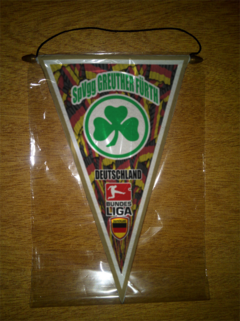 SpVgg GREUTHER FÜRTH
DEUTSCHLAND
BUNDES
LIGA